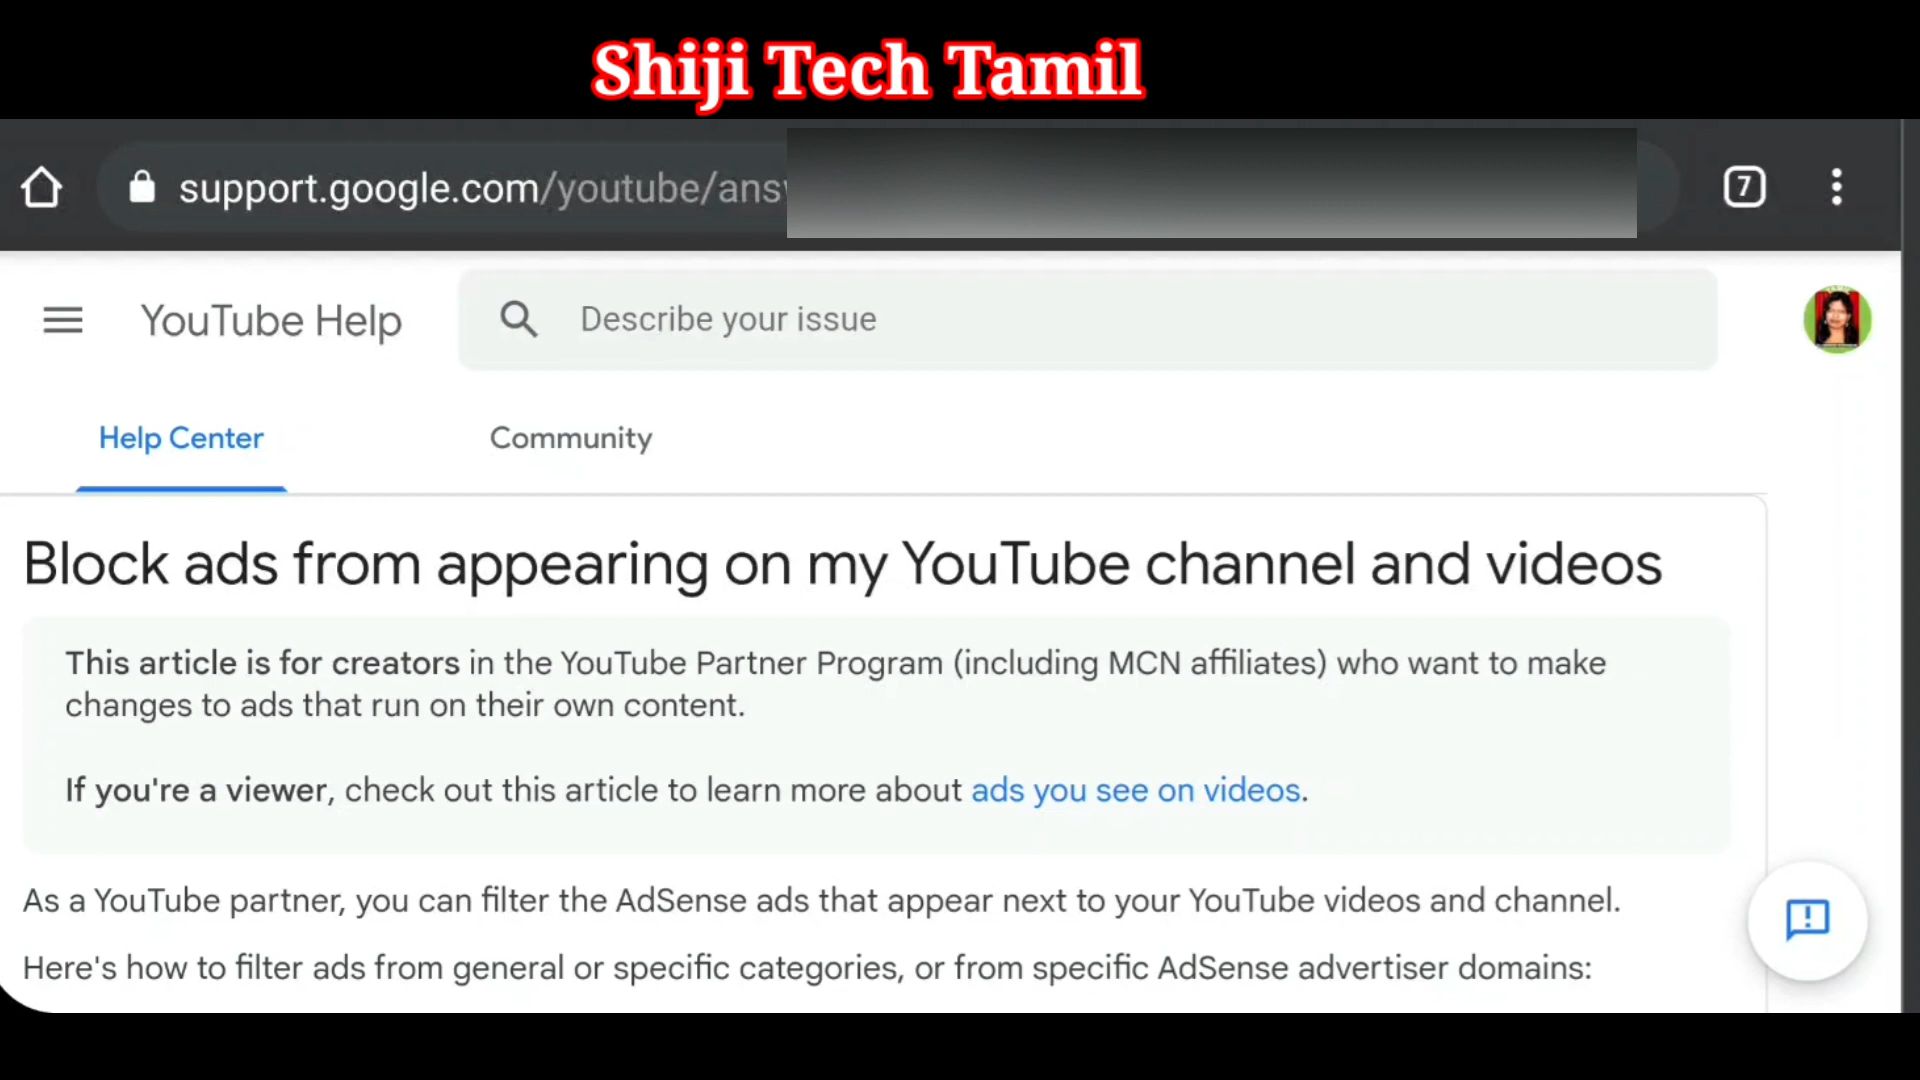 Shiji Tech Tamil
support.google.com/youtube/ans
7
YouTube Help
Describe your issue
Help Center
Community
Block ads from appearing on my YouTube channel and videos
This article is for creators in the YouTube Partner Program (including MCN affiliates) who want to make
changes to ads that run on their own content.
If you're a viewer, check out this article to learn more about ads you see on videos.
As a YouTube partner, you can filter the AdSense ads that appear next to your YouTube videos and channel.
Here's how to filter ads from general or specific categories, or from specific AdSense advertiser domains: